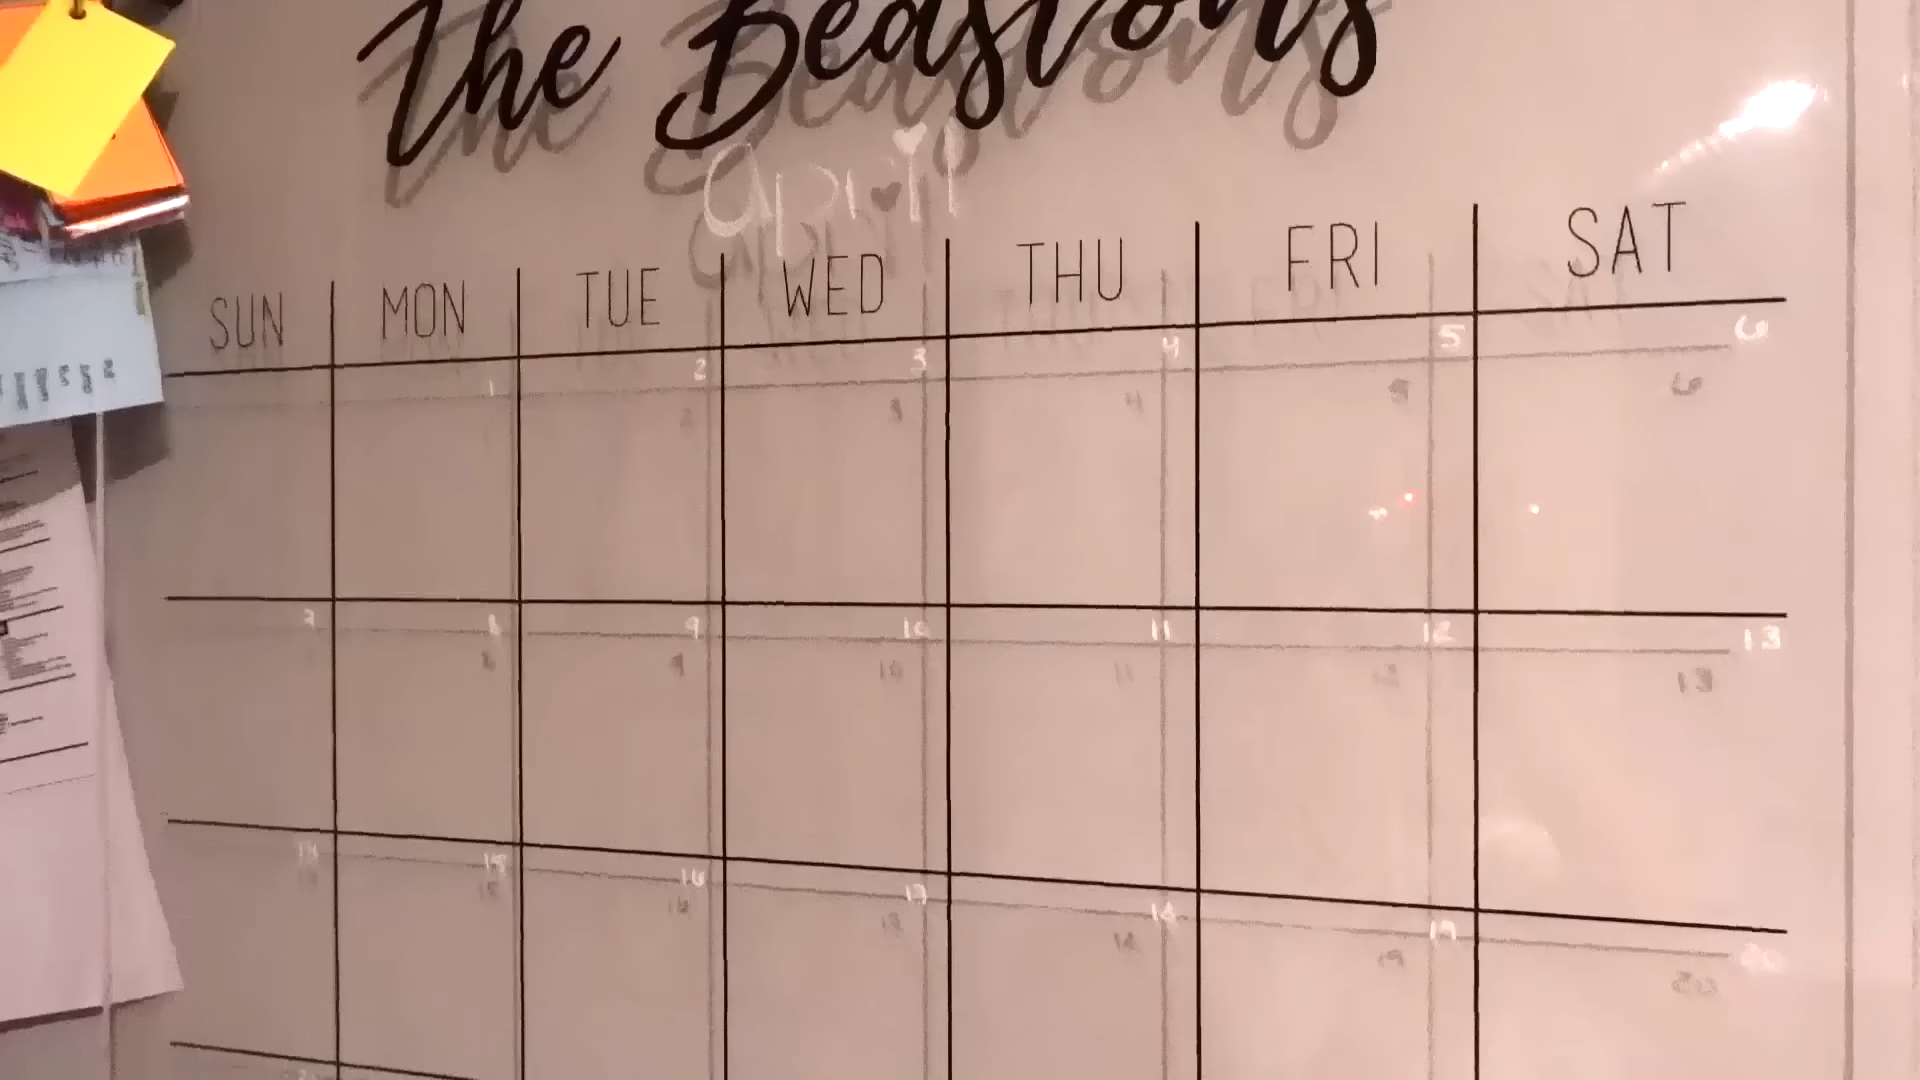 The Beastons
april
SUN MON TUE WED THU FRI SAT
1 2 3 4 5 6
7 8 9 10 11 12 13
14 15 16 17 18 19 20